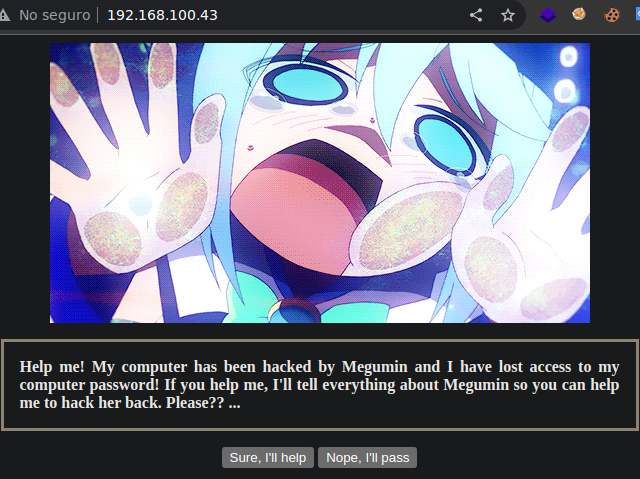 No seguro 192.168.100.43
Help me! My computer has been hacked by Megumin and I have lost access to my
computer password! If you help me, I'll tell everything about Megumin so you can help
me to hack her back. Please?? ...
Sure, I'll help Nope, I'll pass